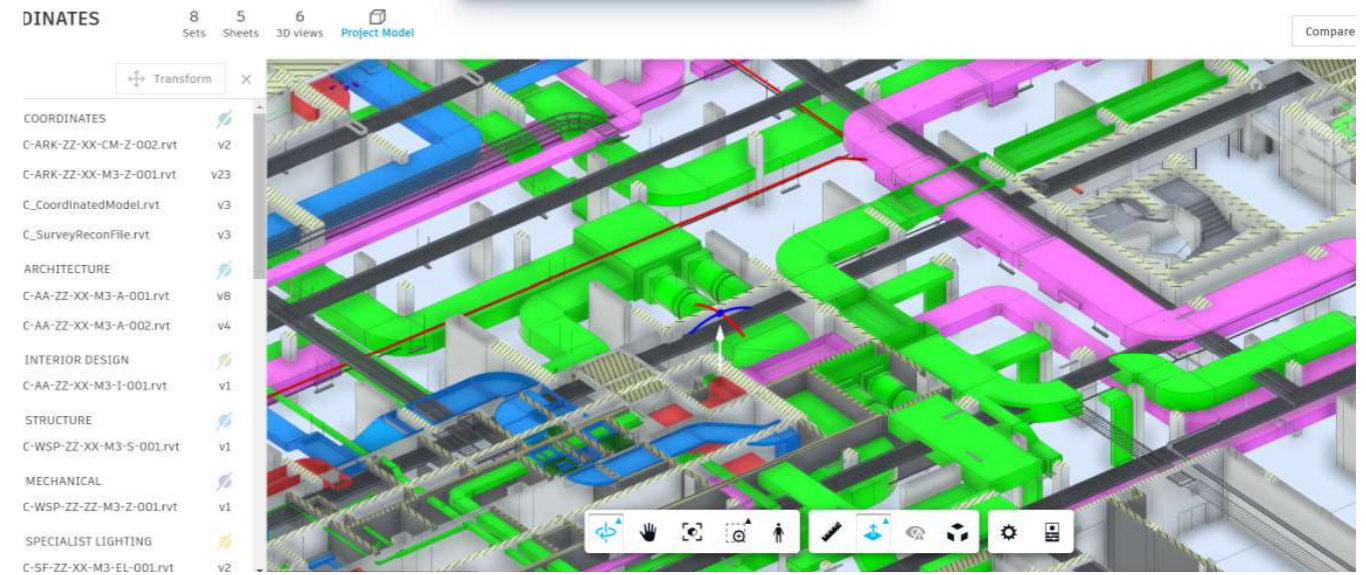 DINATES
8 5 6
Sets Sheets 3D views Project Model
Compare
Transform
COORDINATES
C-ARK-ZZ-XX-CM-Z-002.rvt v2
C-ARK-ZZ-XX-M3-Z-001.rvt v23
C_CoordinatedModel.rvt v3
C_SurveyReconFile.rvt v3
ARCHITECTURE
C-AA-ZZ-XX-M3-A-001.rvt v8
C-AA-ZZ-XX-M3-A-002.rvt v4
INTERIOR DESIGN
C-AA-ZZ-XX-M3-I-001.rvt v1
STRUCTURE
C-WSP-ZZ-XX-M3-S-001.rvt v1
MECHANICAL
C-WSP-ZZ-ZZ-M3-Z-001.rvt v1
SPECIALIST LIGHTING
C-SF-ZZ-XX-M3-EL-001.rvt v2